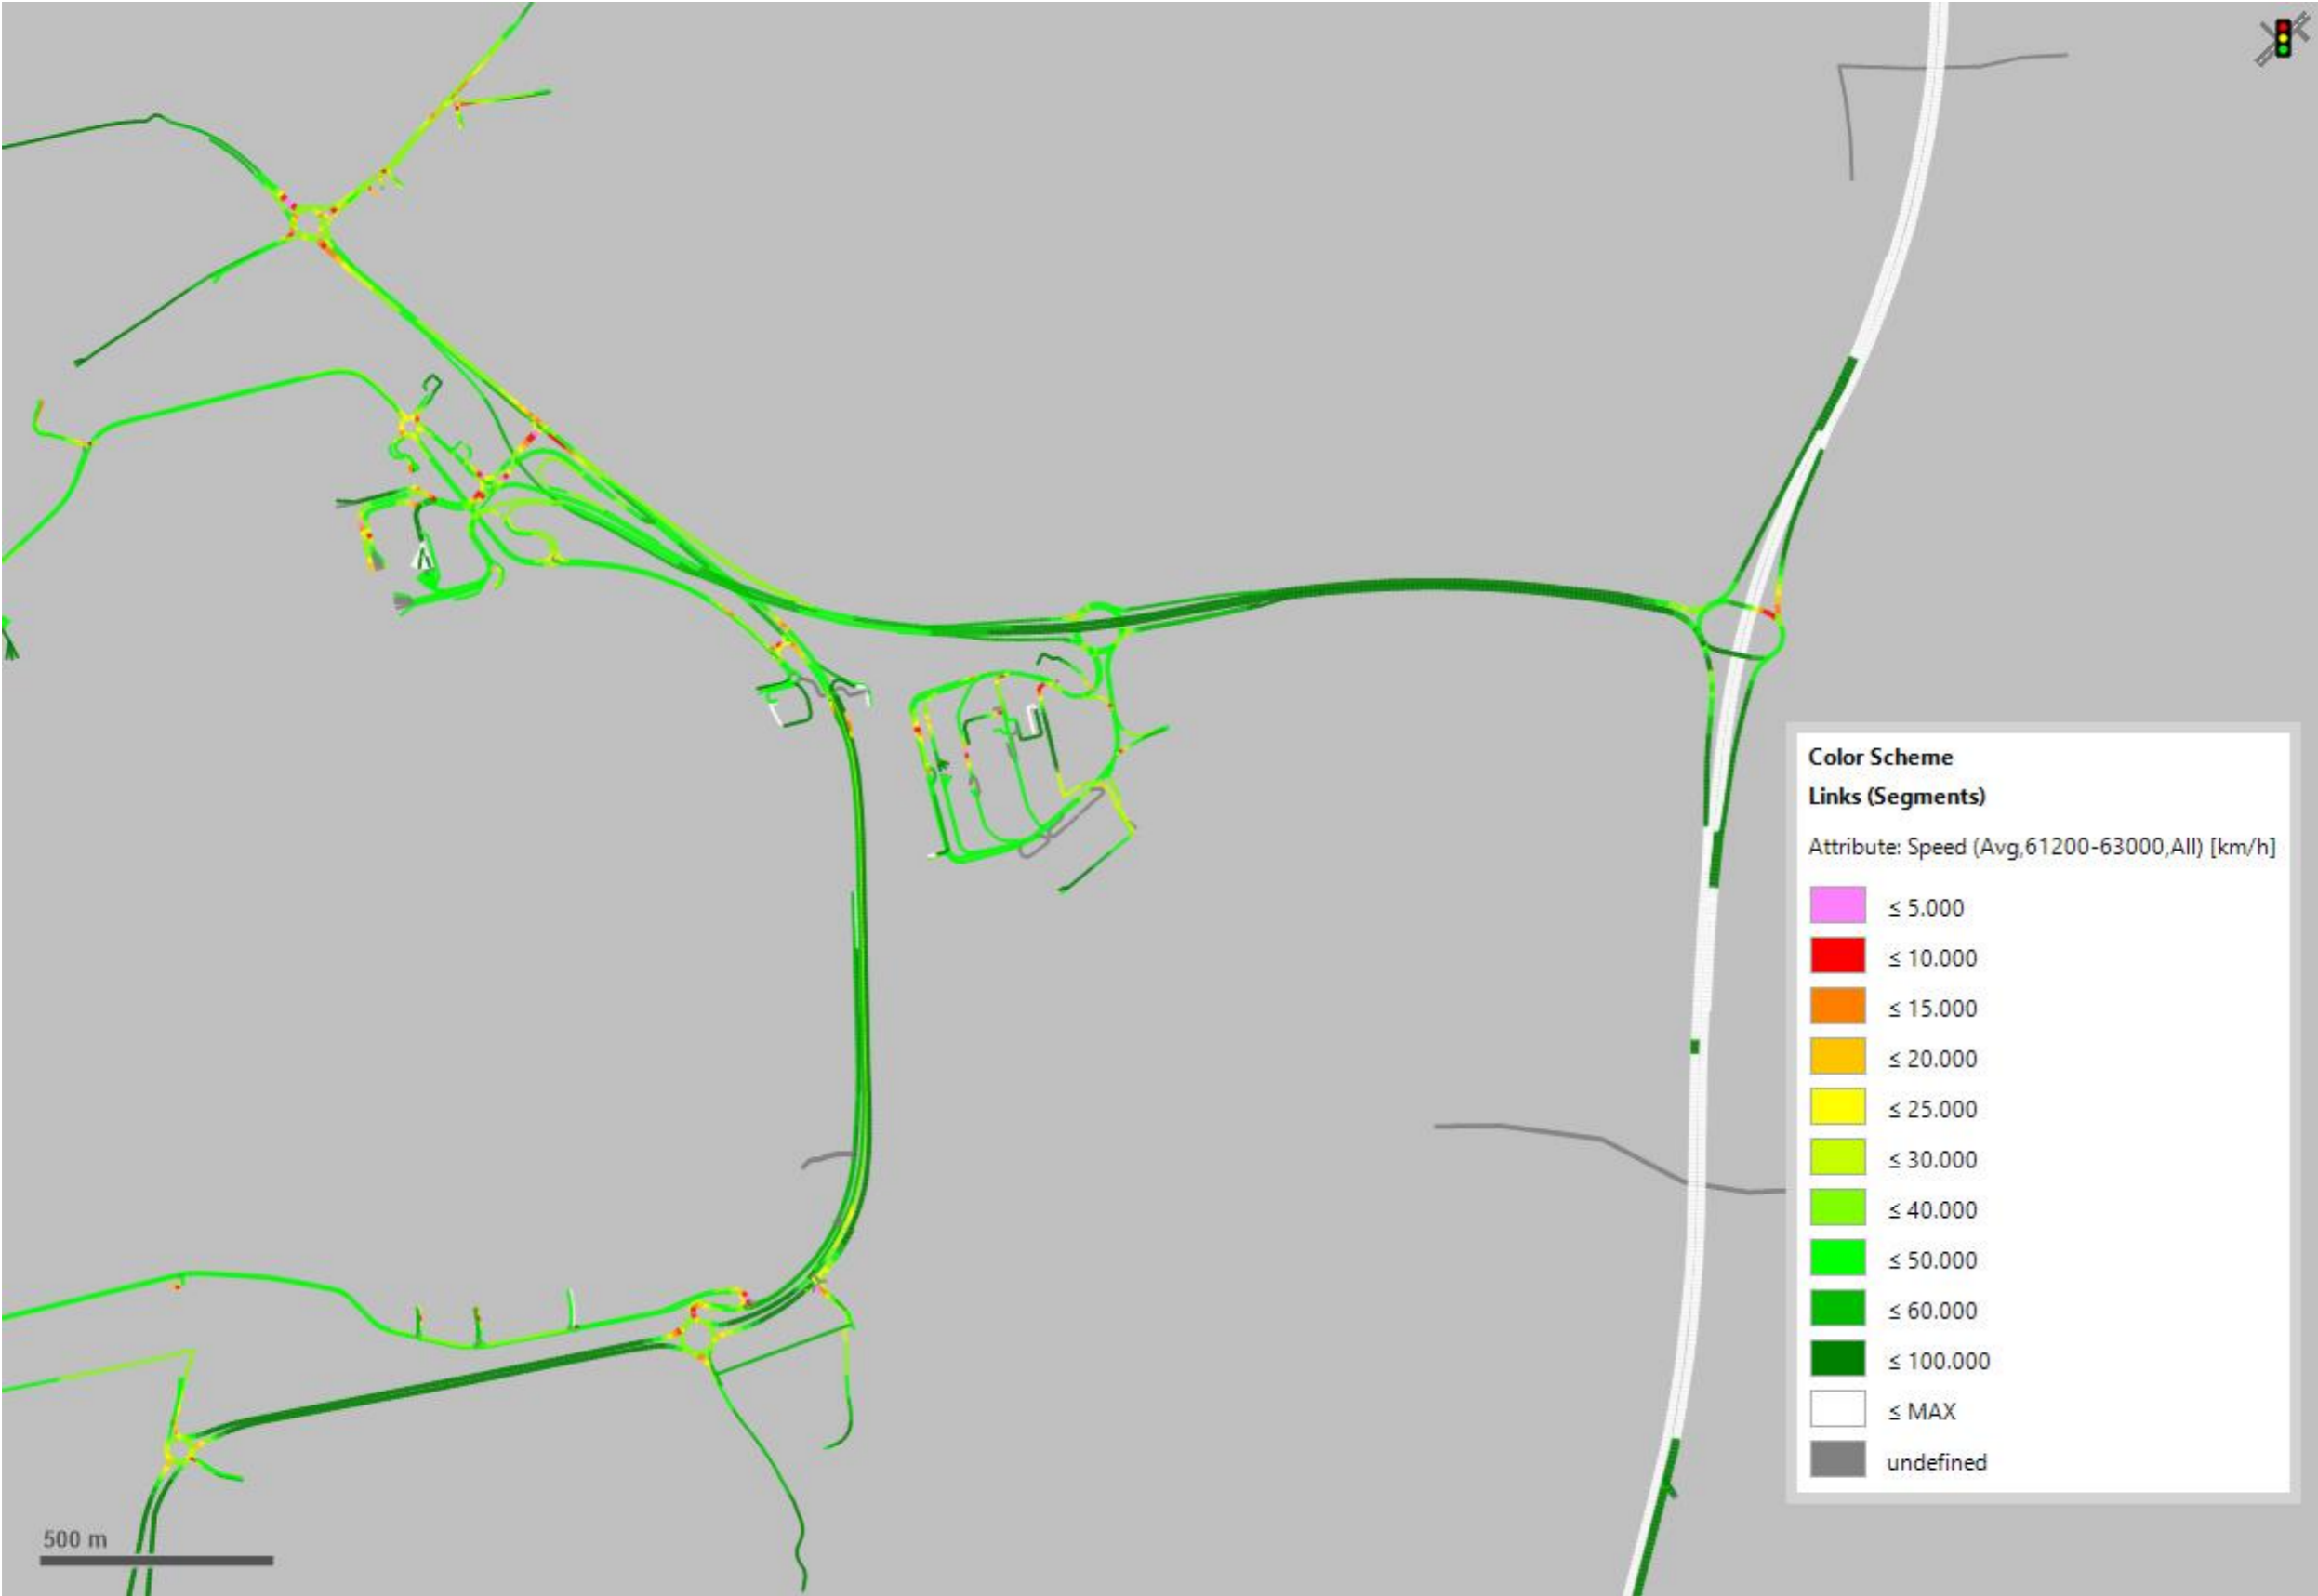 Color Scheme
Links (Segments)
Attribute: Speed (Avg,61200-63000,All) [km/h]
≤ 5.000
≤ 10.000
≤ 15.000
≤ 20.000
≤ 25.000
≤ 30.000
≤ 40.000
≤ 50.000
≤ 60.000
≤ 100.000
≤ MAX
undefined
500 m